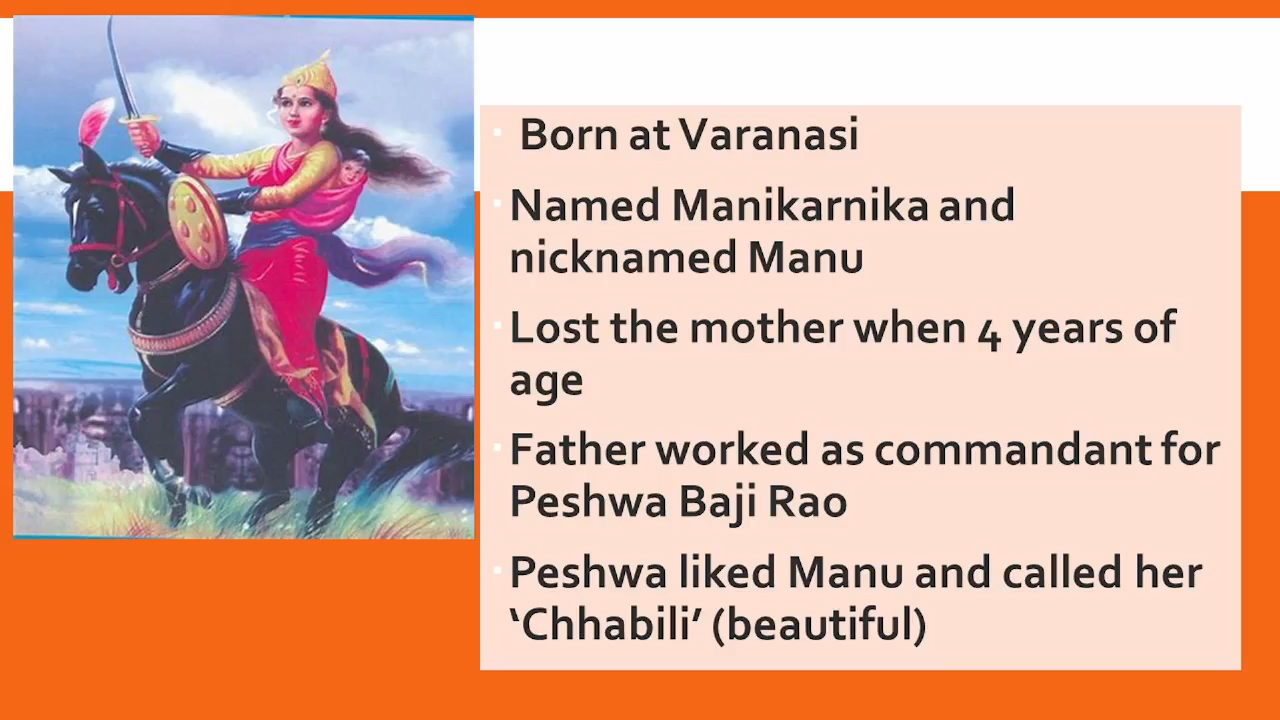 Born at Varanasi
Named Manikarnika and
nicknamed Manu
Lost the mother when 4 years of
age
Father worked as commandant for
Peshwa Baji Rao
Peshwa liked Manu and called her
‘Chhabili’ (beautiful)